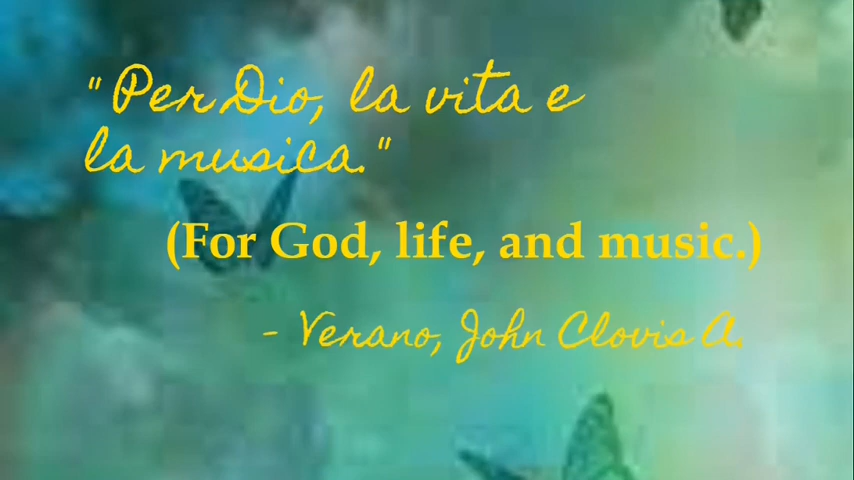 "Per Dio, la vita e
la musica."
(For God, life, and music.)
- Verano, John Clovis A.